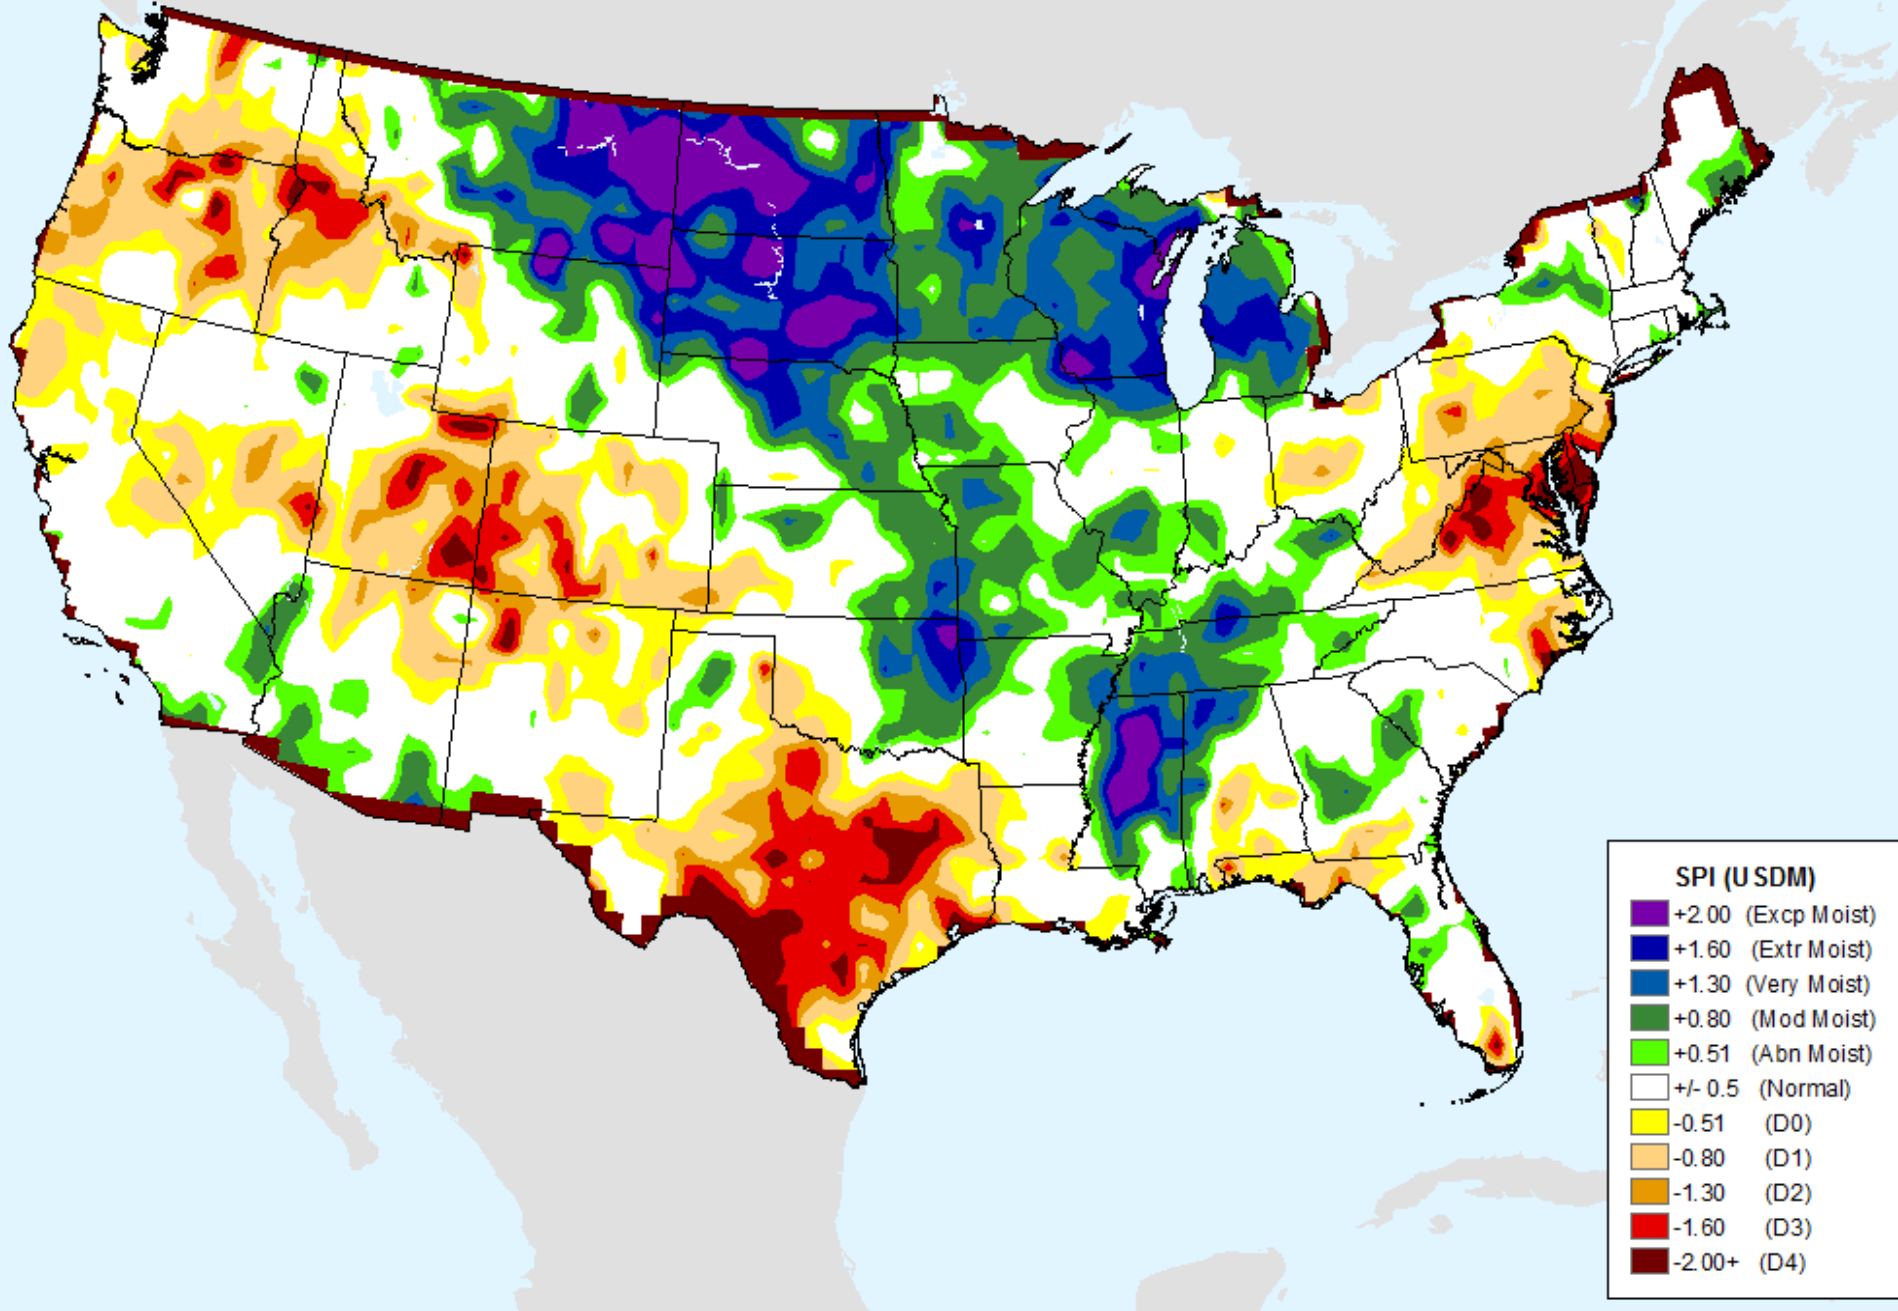 SPI (USDM)
+2.00 (Excp Moist)
+1.60 (Extr Moist)
+1.30 (Very Moist)
+0.80 (Mod Moist)
+0.51 (Abn Moist)
+/- 0.5 (Normal)
-0.51 (D0)
-0.80 (D1)
-1.30 (D2)
-1.60 (D3)
-2.00+ (D4)